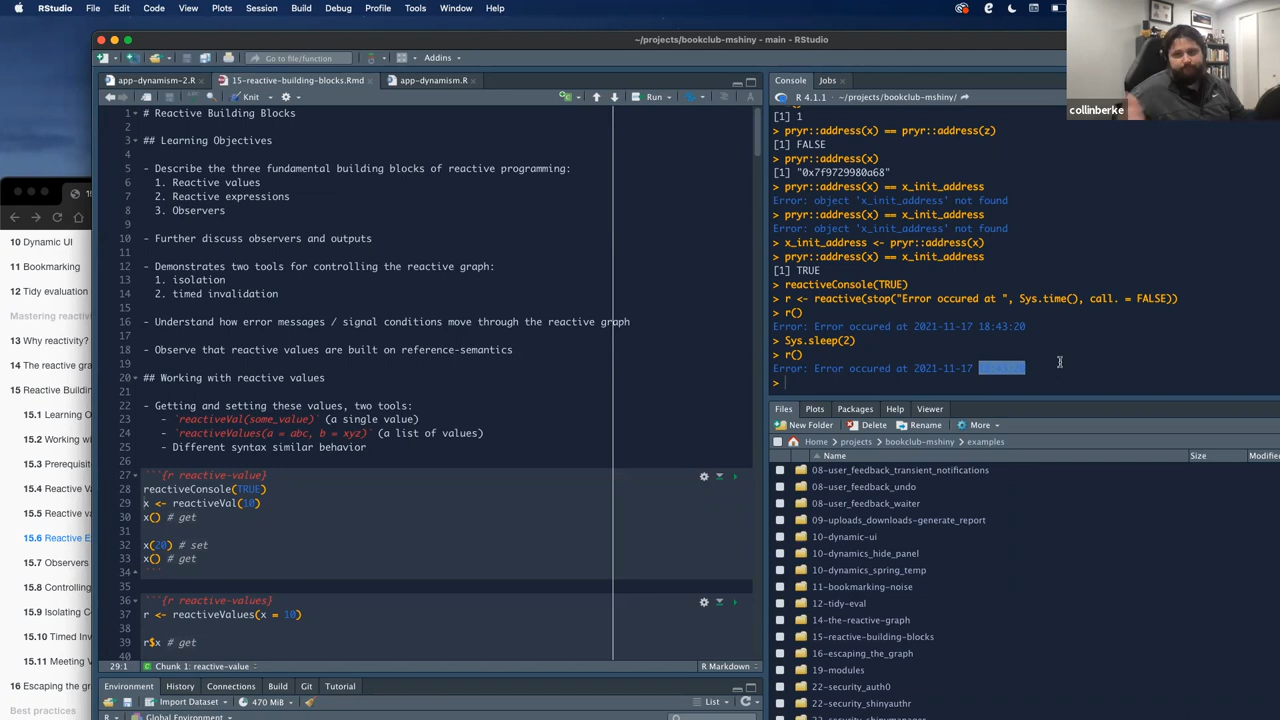 RStudio File Edit Code View Plots Session Build Debug Profile Tools Window Help
~/projects/bookclub-mshiny - main - RStudio
Go to file/function Addins
app-dynamism-2.R 15-reactive-building-blocks.Rmd app-dynamism.R
Knit Run
1 # Reactive Building Blocks
2
3 ## Learning Objectives
4
5 - Describe the three fundamental building blocks of reactive programming:
6 1. Reactive values
7 2. Reactive expressions
8 3. Observers
9
10 - Further discuss observers and outputs
11
12 - Demonstrates two tools for controlling the reactive graph:
13 1. isolation
14 2. timed invalidation
15
16 - Understand how error messages / signal conditions move through the reactive graph
17
18 - Observe that reactive values are built on reference-semantics
19
20 ## Working with reactive values
21
22 - Getting and setting these values, two tools:
23 - `reactiveVal(some_value)` (a single value)
24 - `reactiveValues(a = abc, b = xyz)` (a list of values)
25 - Different syntax similar behavior
26
27 ```{r reactive-value}
28 reactiveConsole(TRUE)
29 x <- reactiveVal(10)
30 x() # get
31
32 x(20) # set
33 x() # get
34 ```
35
36 ```{r reactive-values}
37 r <- reactiveValues(x = 10)
38
39 r$x # get
40
29:1 Chunk 1: reactive-value R Markdown
Environment History Connections Build Git Tutorial
Import Dataset 470 MiB List
R Global Environment
10 Dynamic UI
11 Bookmarking
12 Tidy evaluation
Mastering reactivi
13 Why reactivity?
14 The reactive gra
15 Reactive Buildin
15.1 Learning O
15.2 Working w
15.3 Prerequisit
15.4 Reactive V
15.5 Reactive va
15.6 Reactive E
15.7 Observers
15.8 Controlling
15.9 Isolating C
15.10 Timed Inv
15.11 Meeting V
16 Escaping the gra
Best practices
Console Jobs
R 4.1.1 · ~/projects/bookclub-mshiny/
[1] 1
> pryr::address(x) == pryr::address(z)
[1] FALSE
> pryr::address(x)
[1] "0x7f9729980a68"
> pryr::address(x) == x_init_address
Error: object 'x_init_address' not found
> pryr::address(x) == x_init_address
Error: object 'x_init_address' not found
> x_init_address <- pryr::address(x)
> pryr::address(x) == x_init_address
[1] TRUE
> reactiveConsole(TRUE)
> r <- reactive(stop("Error occured at ", Sys.time(), call. = FALSE))
> r()
Error: Error occured at 2021-11-17 18:43:20
> Sys.sleep(2)
> r()
Error: Error occured at 2021-11-17 18:43:20
>
Files Plots Packages Help Viewer
New Folder Delete Rename More
Home projects bookclub-mshiny examples
Name Size Modified
08-user_feedback_transient_notifications
08-user_feedback_undo
08-user_feedback_waiter
09-uploads_downloads-generate_report
10-dynamic-ui
10-dynamics_hide_panel
10-dynamics_spring_temp
11-bookmarking-noise
12-tidy-eval
14-the-reactive-graph
15-reactive-building-blocks
16-escaping_the_graph
19-modules
22-security_auth0
22-security_shinyauthr
22-security_shinymanager
collinberke